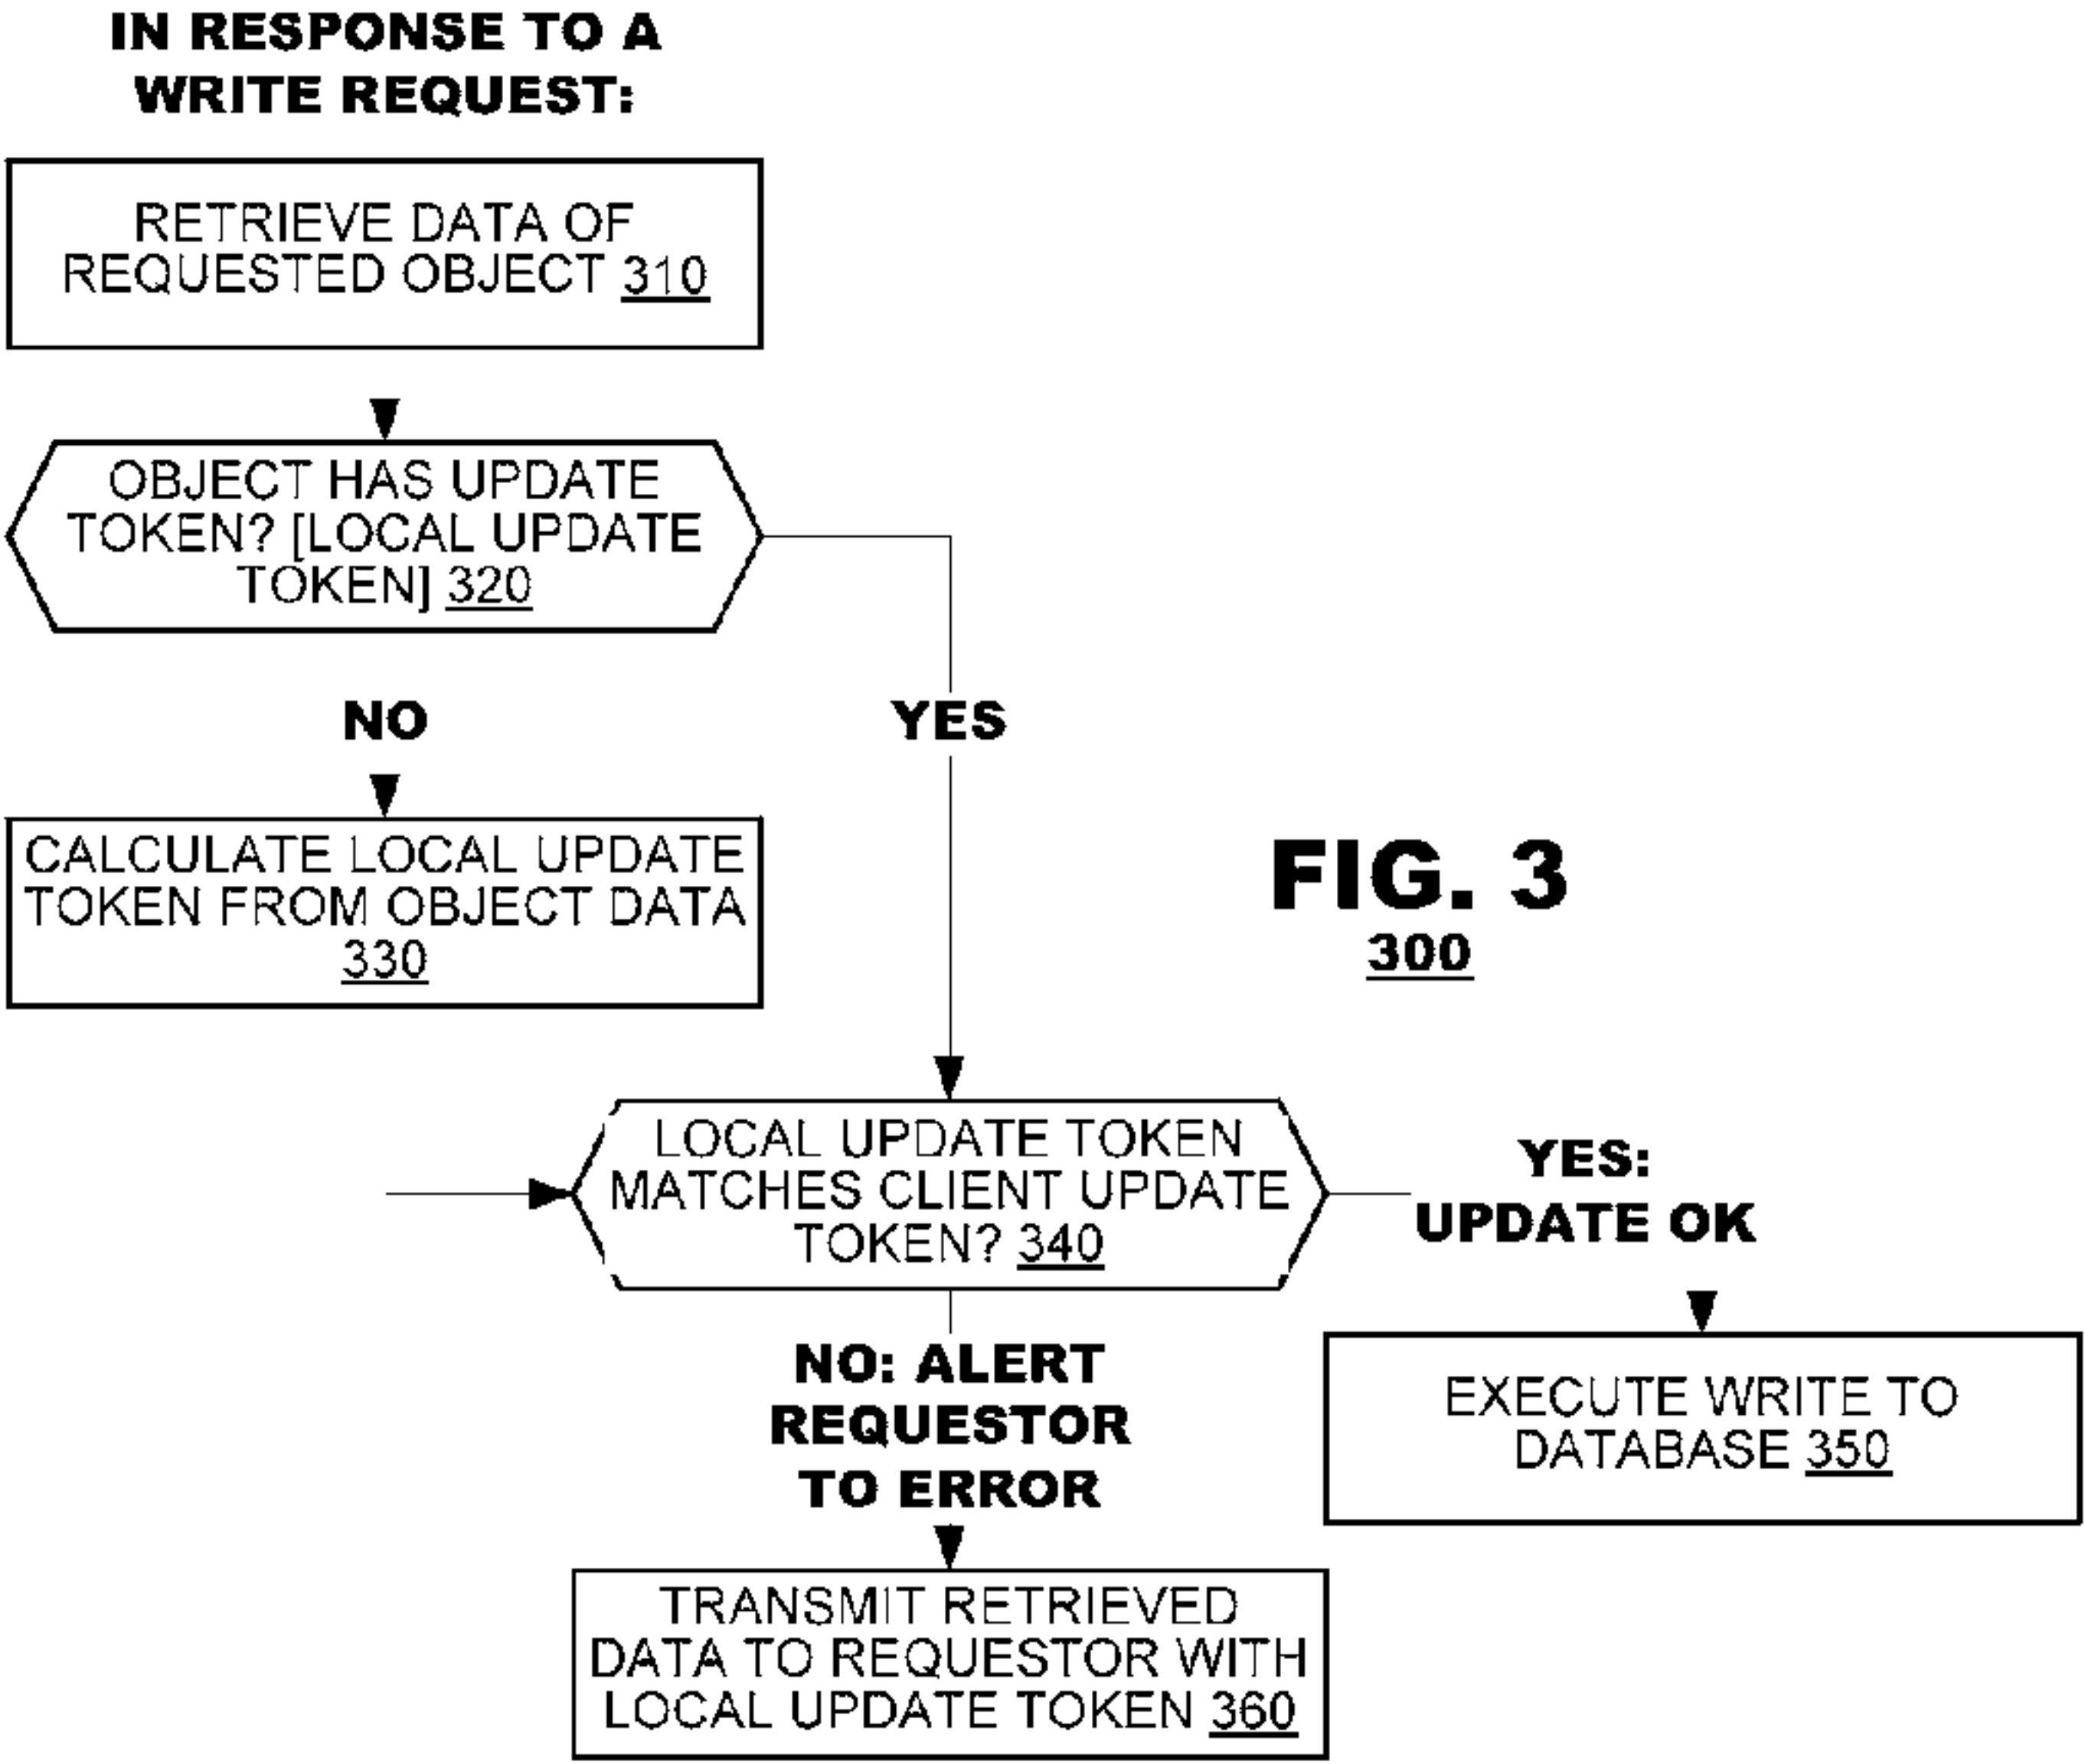 IN RESPONSE TO A
WRITE REQUEST:
RETRIEVE DATA OF
REQUESTED OBJECT 310
OBJECT HAS UPDATE
TOKEN? [LOCAL UPDATE
TOKEN] 320
NO
YES
CALCULATE LOCAL UPDATE
TOKEN FROM OBJECT DATA
330
FIG. 3
300
LOCAL UPDATE TOKEN
MATCHES CLIENT UPDATE
TOKEN? 340
YES:
UPDATE OK
NO: ALERT
REQUESTOR
TO ERROR
EXECUTE WRITE TO
DATABASE 350
TRANSMIT RETRIEVED
DATA TO REQUESTOR WITH
LOCAL UPDATE TOKEN 360